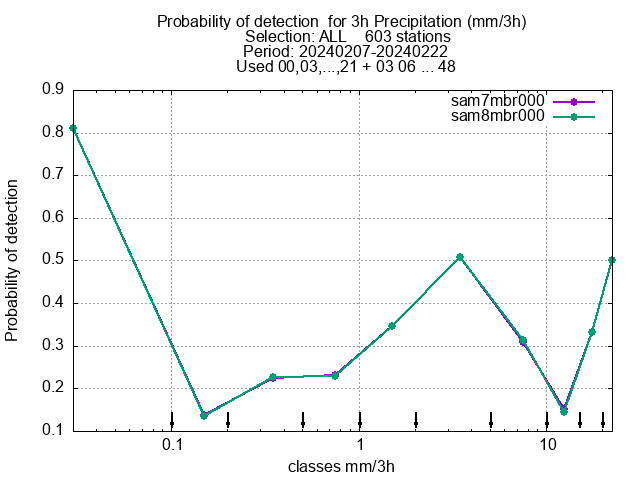 Probability of detection  for 3h Precipitation (mm/3h)
Selection: ALL    603 stations
Period: 20240207-20240222
Used 00,03,...,21 + 03 06 ... 48
sam7mbr000
sam8mbr000
0.9
0.8
0.7
0.6
0.5
0.4
0.3
0.2
0.1
Probability of detection
0.1 1 10
classes mm/3h